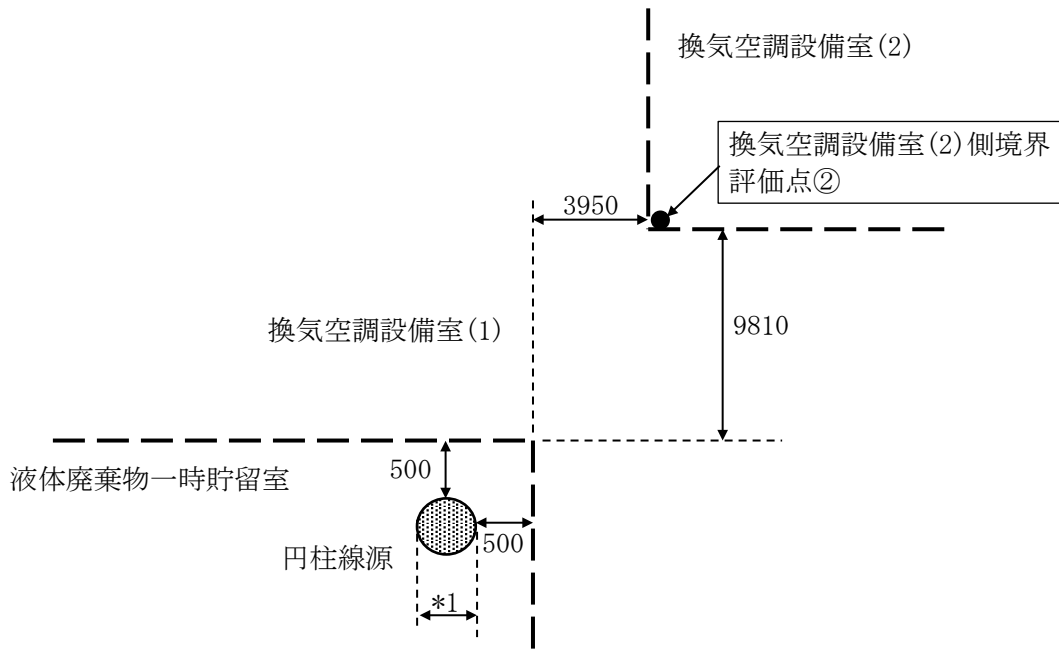 換気空調設備室(2)
換気空調設備室(2)側境界
評価点②
3950
9810
換気空調設備室(1)
液体廃棄物一時貯留室
500
500
円柱線源
*1